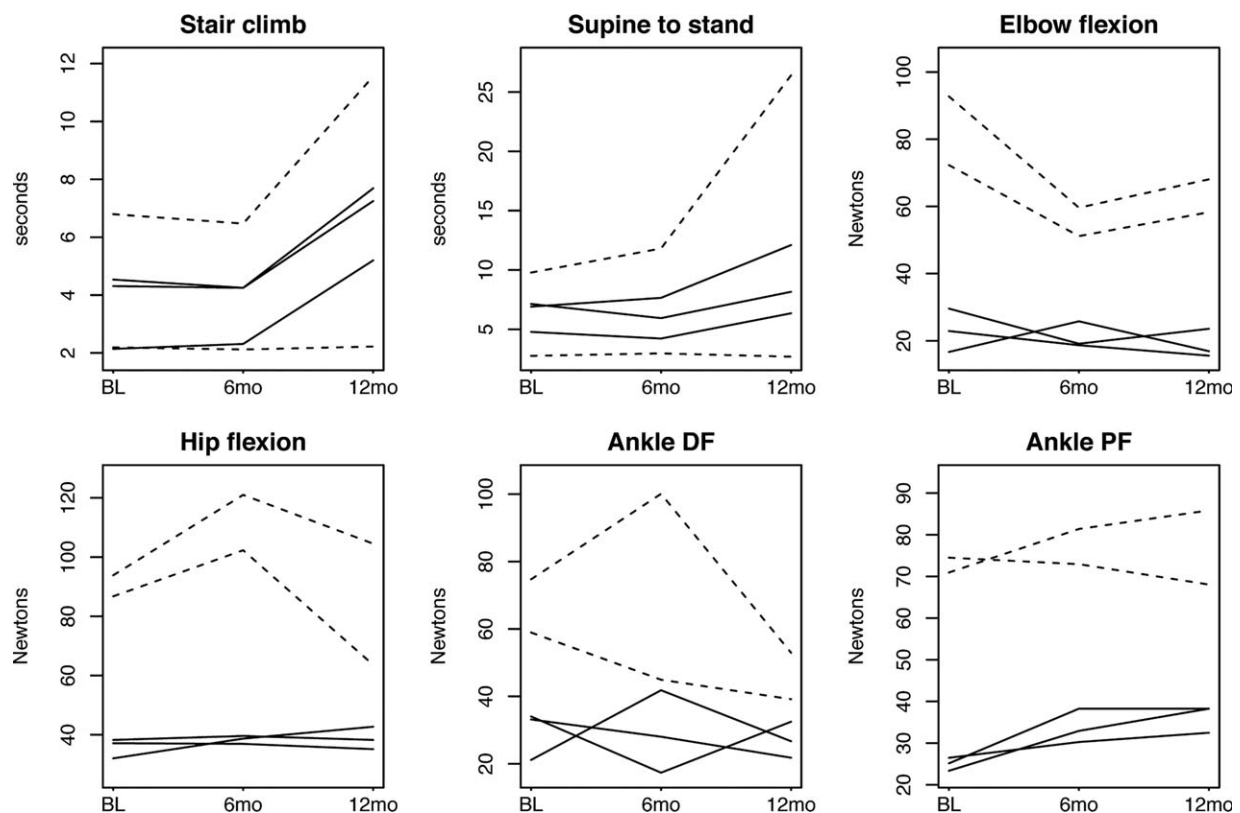 Stair climb
seconds
12
10
8
6
4
2
BL 6mo 12mo
Supine to stand
seconds
25
20
15
10
5
BL 6mo 12mo
Elbow flexion
Newtons
100
80
60
40
20
BL 6mo 12mo
Hip flexion
Newtons
120
100
80
60
40
BL 6mo 12mo
Ankle DF
Newtons
100
80
60
40
20
BL 6mo 12mo
Ankle PF
Newtons
90
80
70
60
50
40
30
20
BL 6mo 12mo